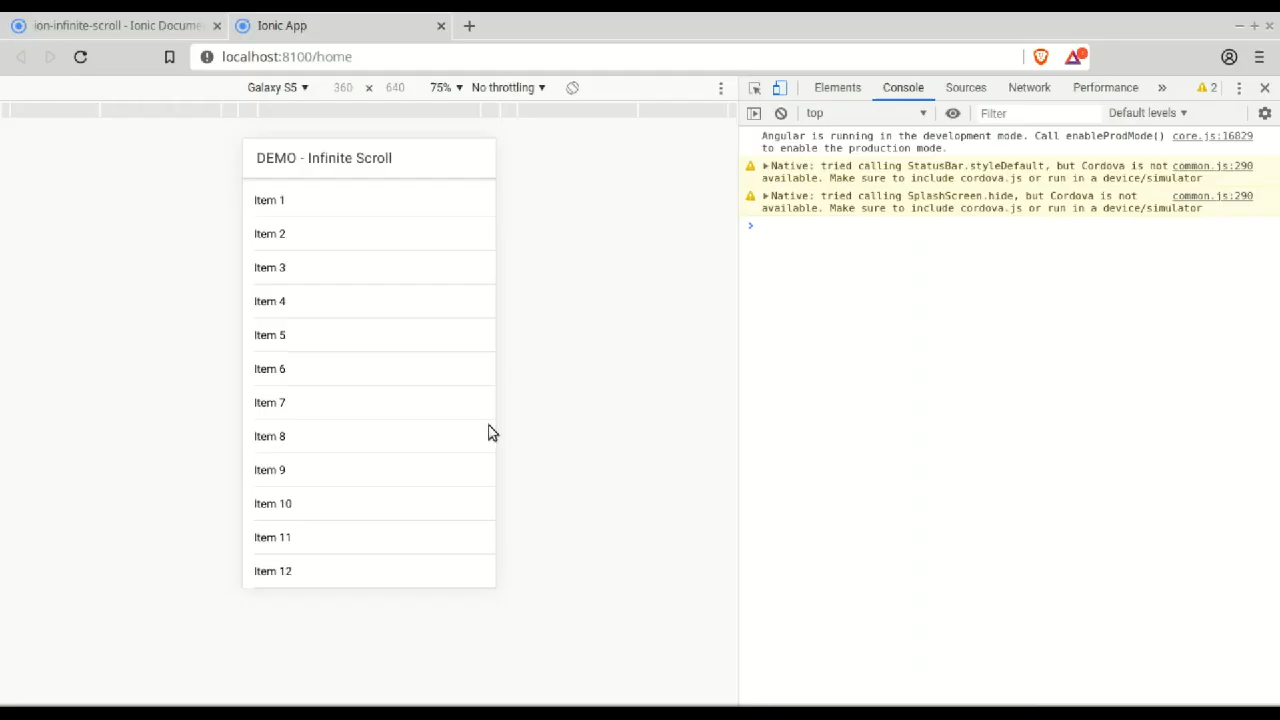 ion-infinite-scroll - Ionic Docume
Ionic App
localhost:8100/home
Galaxy S5 ▼ 360 × 640 75% ▼ No throttling ▼
Elements Console Sources Network Performance » 2
top ▼ Filter Default levels ▼
Angular is running in the development mode. Call enableProdMode() core.js:16829
to enable the production mode.
Native: tried calling StatusBar.styleDefault, but Cordova is not common.js:290
available. Make sure to include cordova.js or run in a device/simulator
Native: tried calling SplashScreen.hide, but Cordova is not common.js:290
available. Make sure to include cordova.js or run in a device/simulator
DEMO - Infinite Scroll
Item 1
Item 2
Item 3
Item 4
Item 5
Item 6
Item 7
Item 8
Item 9
Item 10
Item 11
Item 12